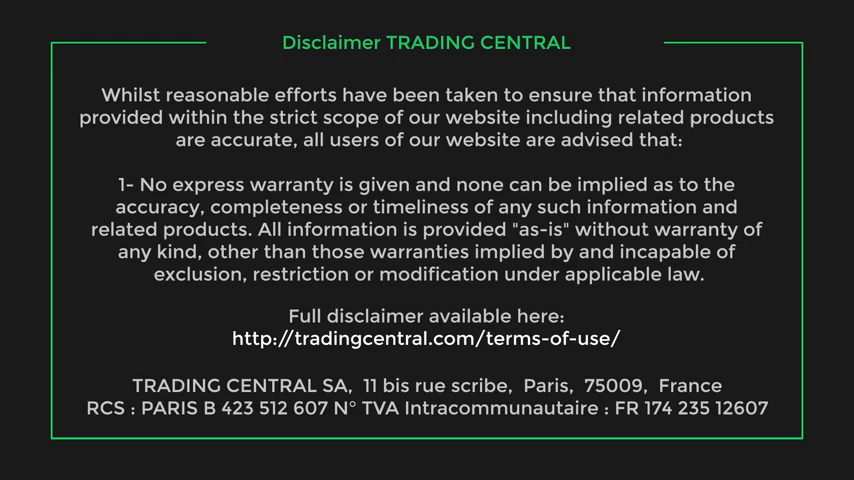 Disclaimer TRADING CENTRAL
Whilst reasonable efforts have been taken to ensure that information
provided within the strict scope of our website including related products
are accurate, all users of our website are advised that:
1- No express warranty is given and none can be implied as to the
accuracy, completeness or timeliness of any such information and
related products. All information is provided "as-is" without warranty of
any kind, other than those warranties implied by and incapable of
exclusion, restriction or modification under applicable law.
Full disclaimer available here:
http://tradingcentral.com/terms-of-use/
TRADING CENTRAL SA, 11 bis rue scribe, Paris, 75009, France
RCS : PARIS B 423 512 607 N° TVA Intracommunautaire : FR 174 235 12607